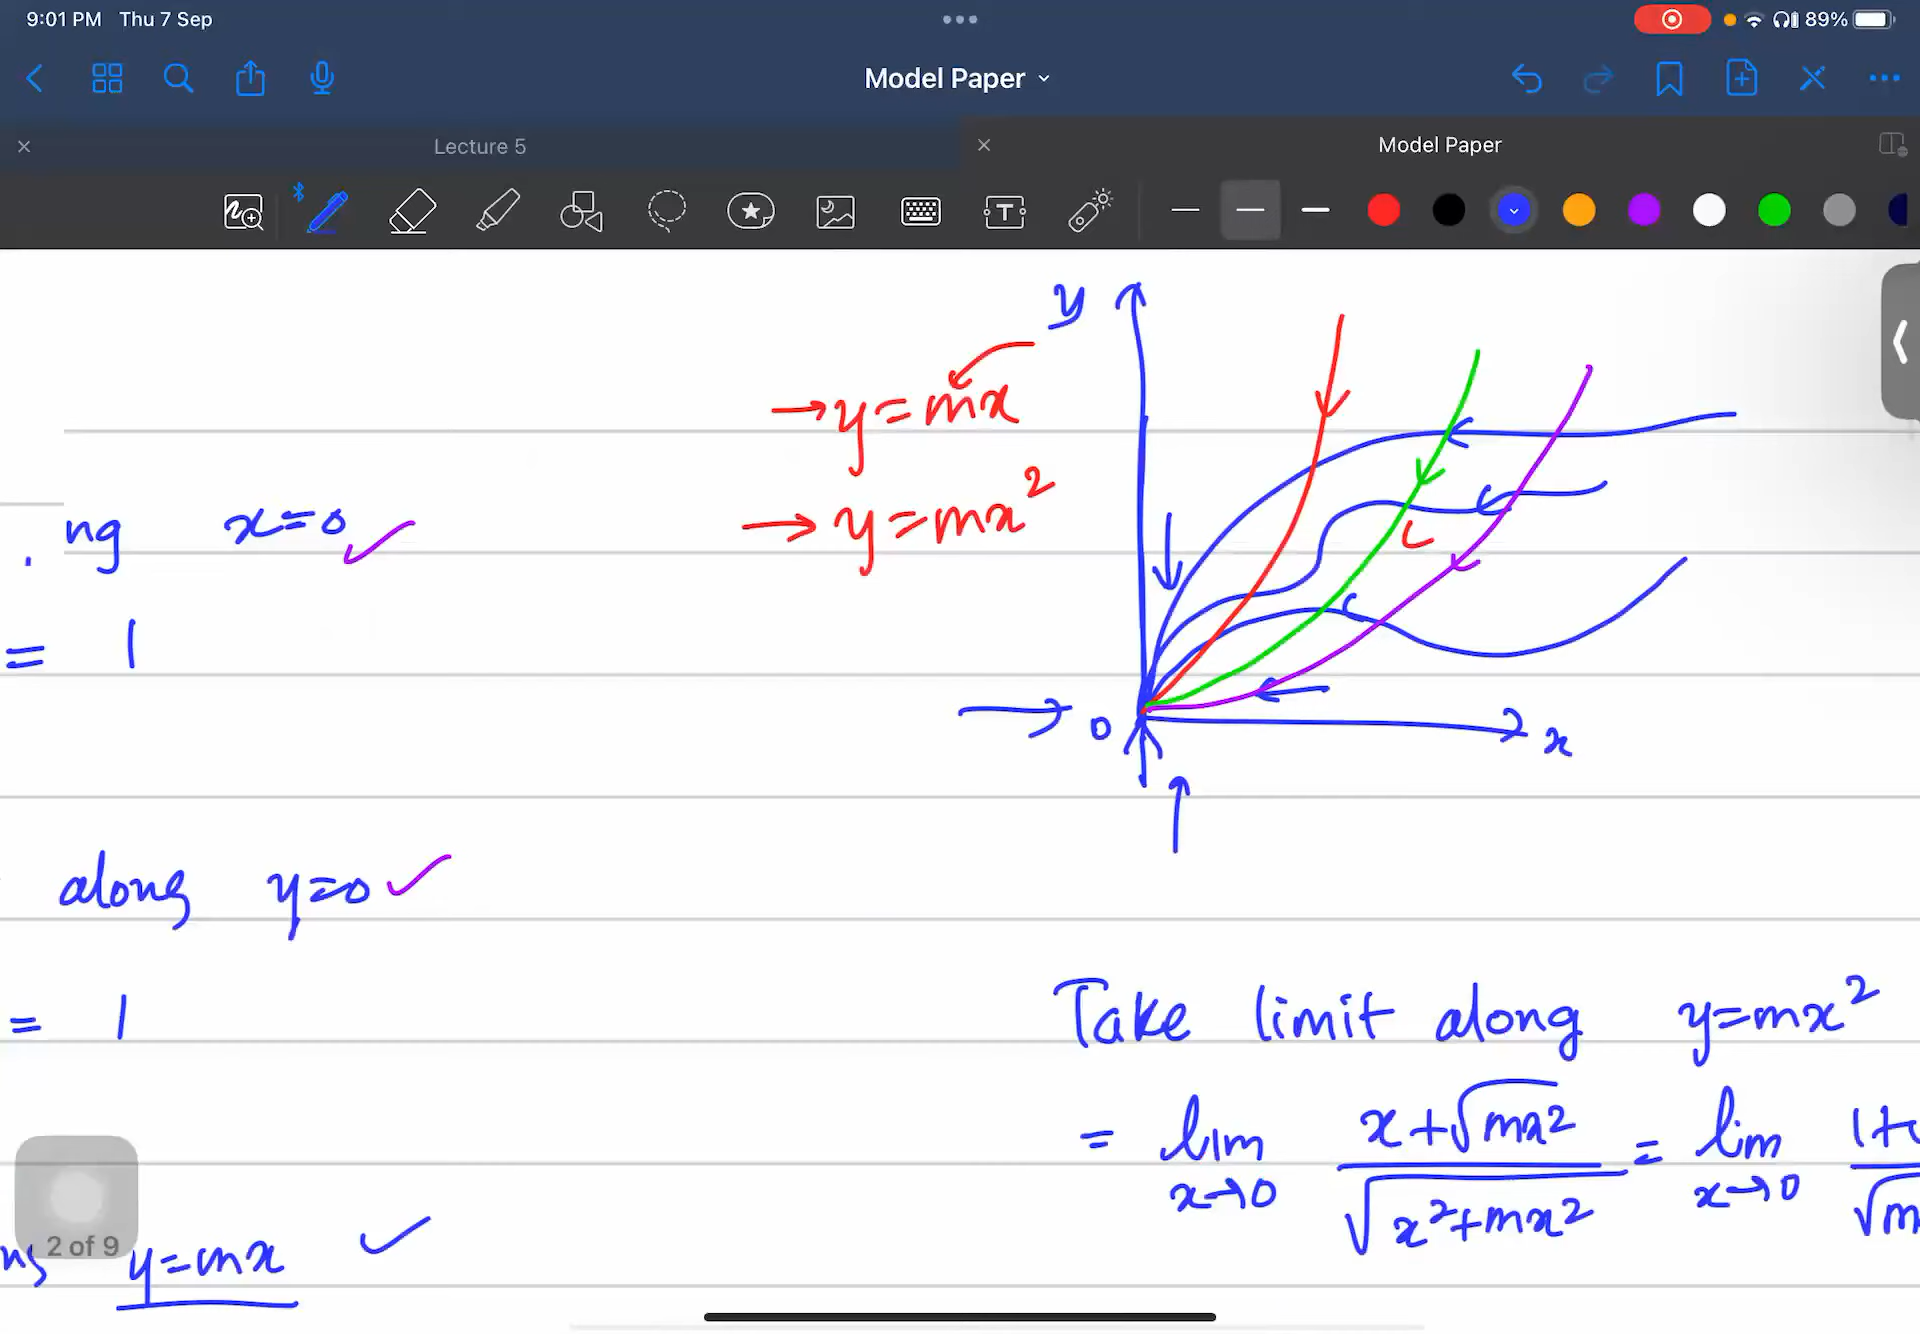 9:01 PM Thu 7 Sep
89%
Model Paper
Lecture 5
Model Paper
y
→ y = mx
→ y = mx²
ng x=0 ✓
= 1
0
x
along y=0 ✓
= 1
Take limit along y=mx²
= lim x→0 (x+√mx²)/√(x²+mx²) = lim x→0
2 of 9
y=mx ✓